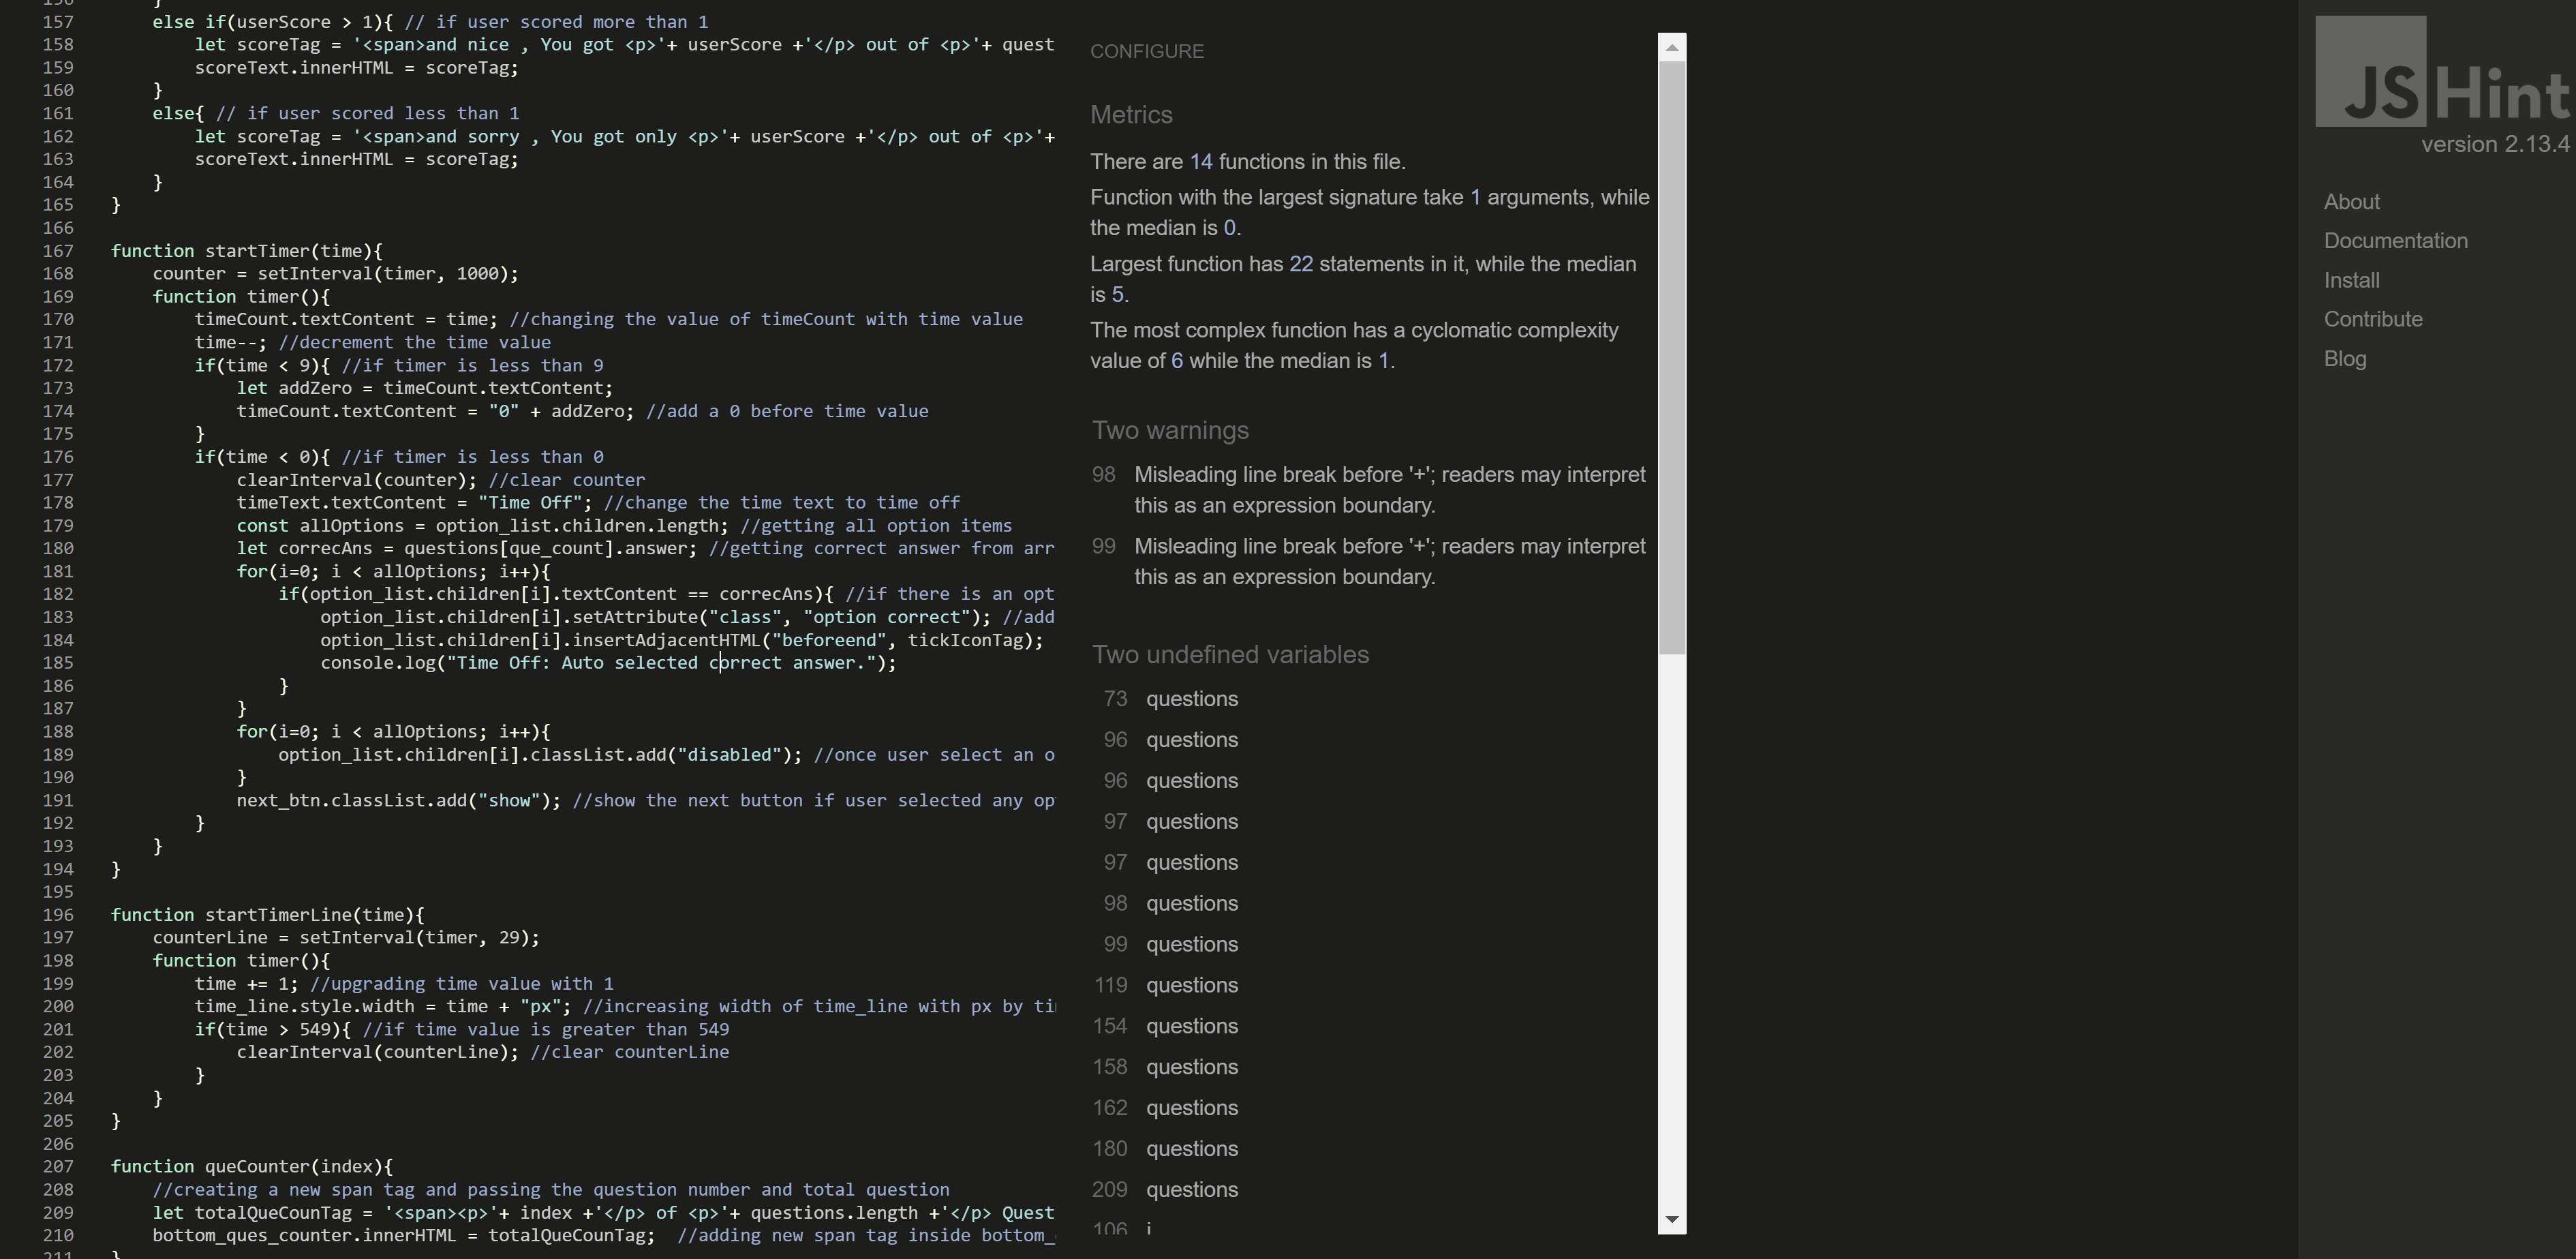 157 else if(userScore > 1){ // if user scored more than 1
158 let scoreTag = '<span>and nice , You got <p>'+ userScore +'</p> out of <p>'+ quest
159 scoreText.innerHTML = scoreTag;
160 }
161 else{ // if user scored less than 1
162 let scoreTag = '<span>and sorry , You got only <p>'+ userScore +'</p> out of <p>'+
163 scoreText.innerHTML = scoreTag;
164 }
165 }
166
167 function startTimer(time){
168 counter = setInterval(timer, 1000);
169 function timer(){
170 timeCount.textContent = time; //changing the value of timeCount with time value
171 time--; //decrement the time value
172 if(time < 9){ //if timer is less than 9
173 let addZero = timeCount.textContent;
174 timeCount.textContent = "0" + addZero; //add a 0 before time value
175 }
176 if(time < 0){ //if timer is less than 0
177 clearInterval(counter); //clear counter
178 timeText.textContent = "Time Off"; //change the time text to time off
179 const allOptions = option_list.children.length; //getting all option items
180 let correcAns = questions[que_count].answer; //getting correct answer from arr
181 for(i=0; i < allOptions; i++){
182 if(option_list.children[i].textContent == correcAns){ //if there is an opt
183 option_list.children[i].setAttribute("class", "option correct"); //add
184 option_list.children[i].insertAdjacentHTML("beforeend", tickIconTag);
185 console.log("Time Off: Auto selected correct answer.");
186 }
187 }
188 for(i=0; i < allOptions; i++){
189 option_list.children[i].classList.add("disabled"); //once user select an o
190 }
191 next_btn.classList.add("show"); //show the next button if user selected any op
192 }
193 }
194 }
195
196 function startTimerLine(time){
197 counterLine = setInterval(timer, 29);
198 function timer(){
199 time += 1; //upgrading time value with 1
200 time_line.style.width = time + "px"; //increasing width of time_line with px by ti
201 if(time > 549){ //if time value is greater than 549
202 clearInterval(counterLine); //clear counterLine
203 }
204 }
205 }
206
207 function queCounter(index){
208 //creating a new span tag and passing the question number and total question
209 let totalQueCounTag = '<span><p>'+ index +'</p> of <p>'+ questions.length +'</p> Quest
210 bottom_ques_counter.innerHTML = totalQueCounTag; //adding new span tag inside bottom_
CONFIGURE
Metrics
There are 14 functions in this file.
Function with the largest signature take 1 arguments, while
the median is 0.
Largest function has 22 statements in it, while the median
is 5.
The most complex function has a cyclomatic complexity
value of 6 while the median is 1.
Two warnings
98 Misleading line break before '+'; readers may interpret
this as an expression boundary.
99 Misleading line break before '+'; readers may interpret
this as an expression boundary.
Two undefined variables
73 questions
96 questions
96 questions
97 questions
97 questions
98 questions
99 questions
119 questions
154 questions
158 questions
162 questions
180 questions
209 questions
106 i
JSHint
version 2.13.4
About
Documentation
Install
Contribute
Blog